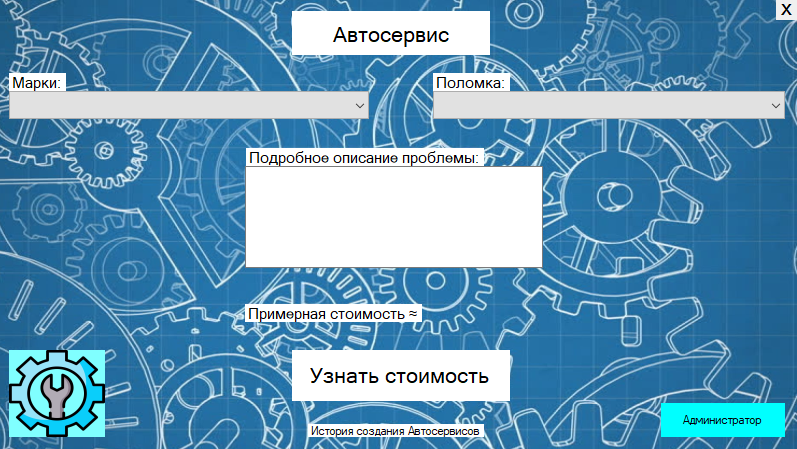 X
Автосервис
Марки:
Поломка:
Подробное описание проблемы:
Примерная стоимость ≈
Узнать стоимость
Администратор
История создания Автосервисов